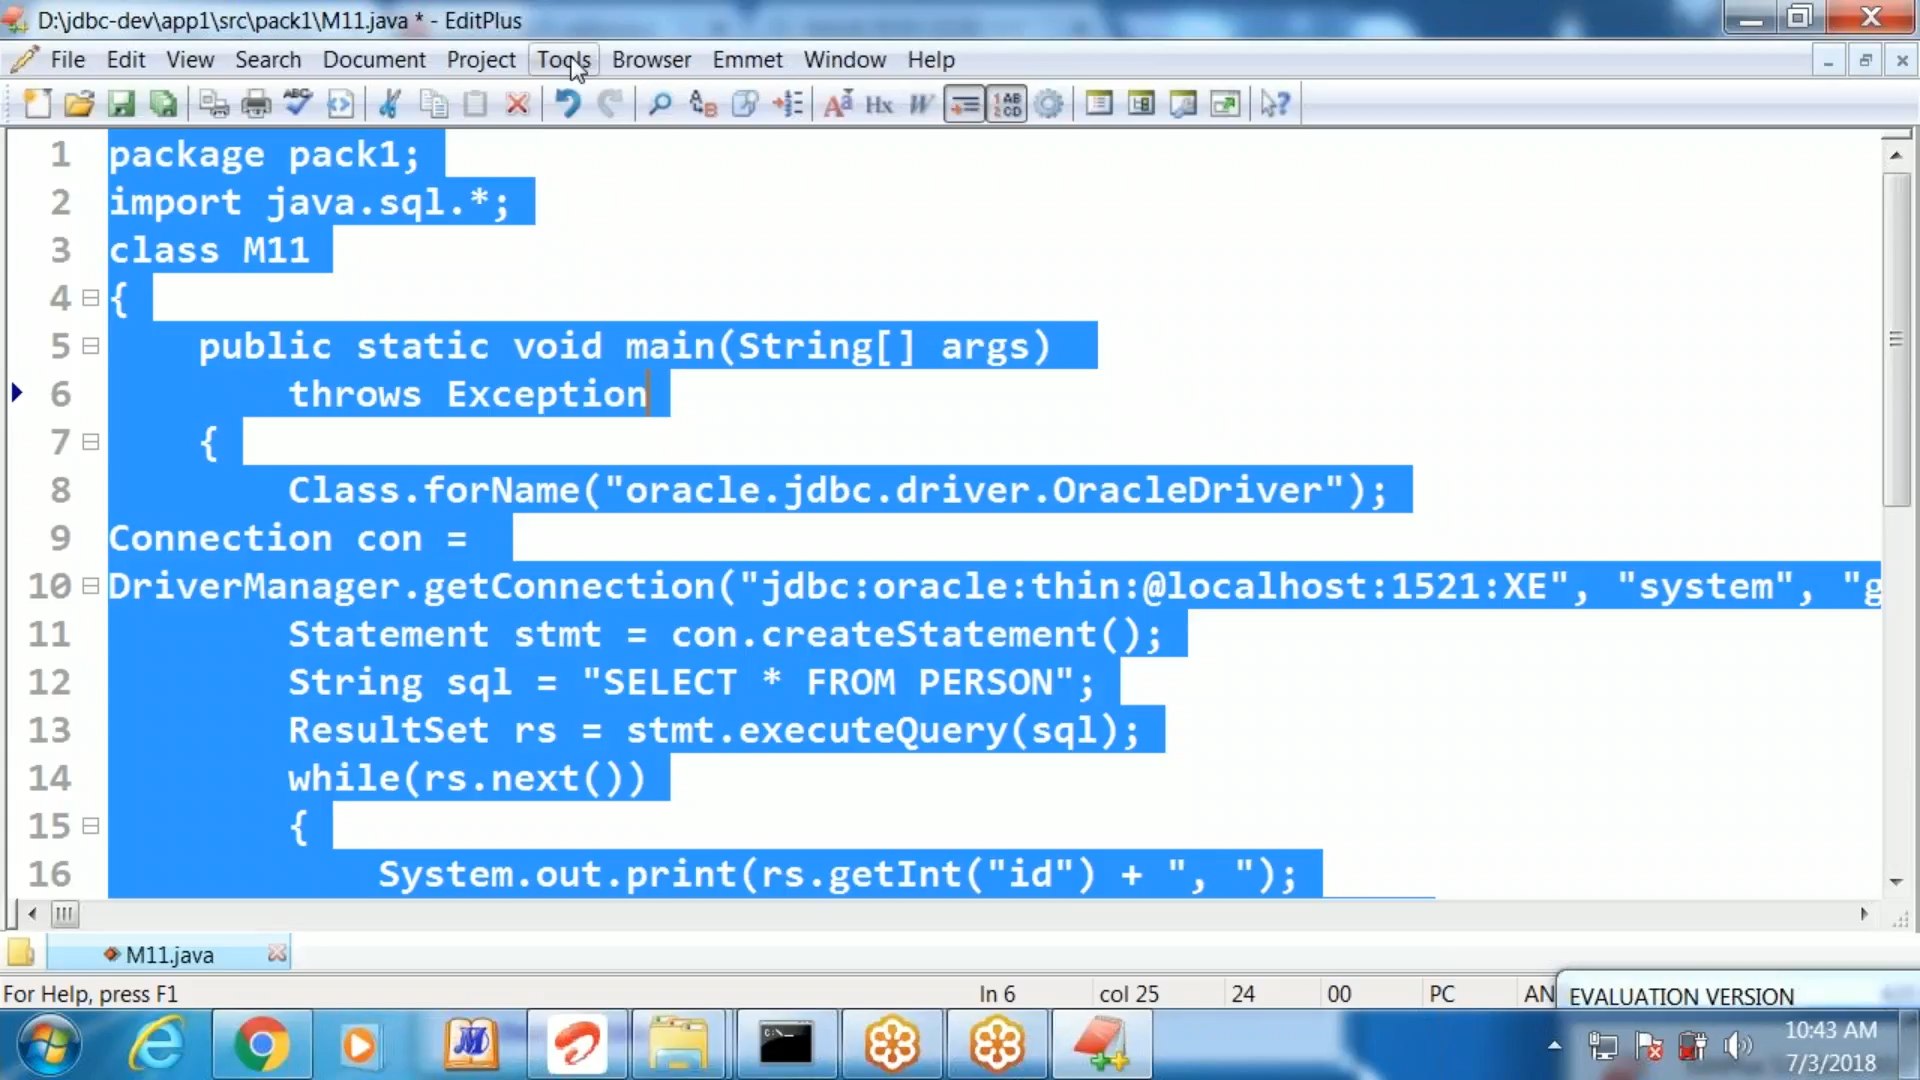 D:\jdbc-dev\app1\src\pack1\M11.java * - EditPlus
File Edit View Search Document Project Tools Browser Emmet Window Help
1 package pack1;
2 import java.sql.*;
3 class M11
4 {
5 public static void main(String[] args)
6 throws Exception
7 {
8 Class.forName("oracle.jdbc.driver.OracleDriver");
9 Connection con =
10 DriverManager.getConnection("jdbc:oracle:thin:@localhost:1521:XE", "system", "g
11 Statement stmt = con.createStatement();
12 String sql = "SELECT * FROM PERSON";
13 ResultSet rs = stmt.executeQuery(sql);
14 while(rs.next())
15 {
16 System.out.print(rs.getInt("id") + ", ");
M11.java
For Help, press F1 ln 6 col 25 24 00 PC AN EVALUATION VERSION
10:43 AM
7/3/2018